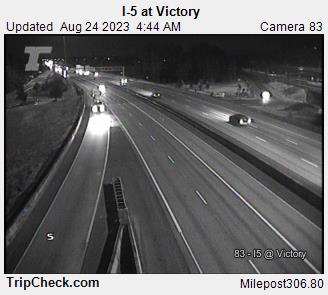 I-5 at Victory
Updated Aug 24 2023 4:44 AM Camera 83
T
S
83 - I5 @ Victory
TripCheck.com Milepost306.80